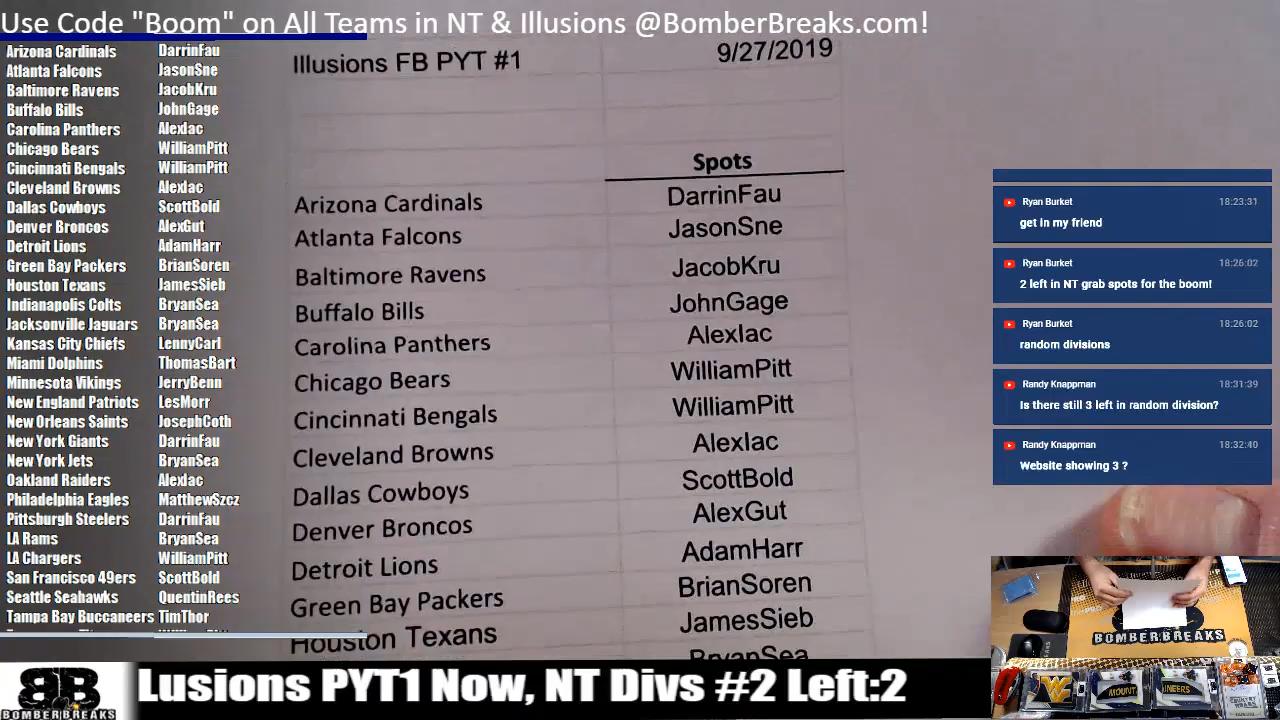 Use Code "Boom" on All Teams in NT & Illusions @BomberBreaks.com!
Arizona Cardinals DarrinFau
Atlanta Falcons JasonSne
Baltimore Ravens JacobKru
Buffalo Bills JohnGage
Carolina Panthers AlexIac
Chicago Bears WilliamPitt
Cincinnati Bengals WilliamPitt
Cleveland Browns AlexIac
Dallas Cowboys ScottBold
Denver Broncos AlexGut
Detroit Lions AdamHarr
Green Bay Packers BrianSoren
Houston Texans JamesSieb
Indianapolis Colts BryanSea
Jacksonville Jaguars BryanSea
Kansas City Chiefs LennyCarl
Miami Dolphins ThomasBart
Minnesota Vikings JerryBenn
New England Patriots LesMorr
New Orleans Saints JosephCoth
New York Giants DarrinFau
New York Jets BryanSea
Oakland Raiders AlexIac
Philadelphia Eagles MatthewSzcz
Pittsburgh Steelers DarrinFau
LA Rams BryanSea
LA Chargers WilliamPitt
San Francisco 49ers ScottBold
Seattle Seahawks QuentinRees
Tampa Bay Buccaneers TimThor
Illusions FB PYT #1 9/27/2019
Spots
Arizona Cardinals DarrinFau
Atlanta Falcons JasonSne
Baltimore Ravens JacobKru
Buffalo Bills JohnGage
Carolina Panthers AlexIac
Chicago Bears WilliamPitt
Cincinnati Bengals WilliamPitt
Cleveland Browns AlexIac
Dallas Cowboys ScottBold
Denver Broncos AlexGut
Detroit Lions AdamHarr
Green Bay Packers BrianSoren
Houston Texans JamesSieb
BryanSea
Ryan Burket 18:23:31
get in my friend
Ryan Burket 18:26:02
2 left in NT grab spots for the boom!
Ryan Burket 18:26:02
random divisions
Randy Knappman 18:31:39
Is there still 3 left in random division?
Randy Knappman 18:32:40
Website showing 3 ?
BOMBERBREAKS
MOUNT
INEERS
BB
BOMBERBREAKS
Lusions PYT1 Now, NT Divs #2 Left:2